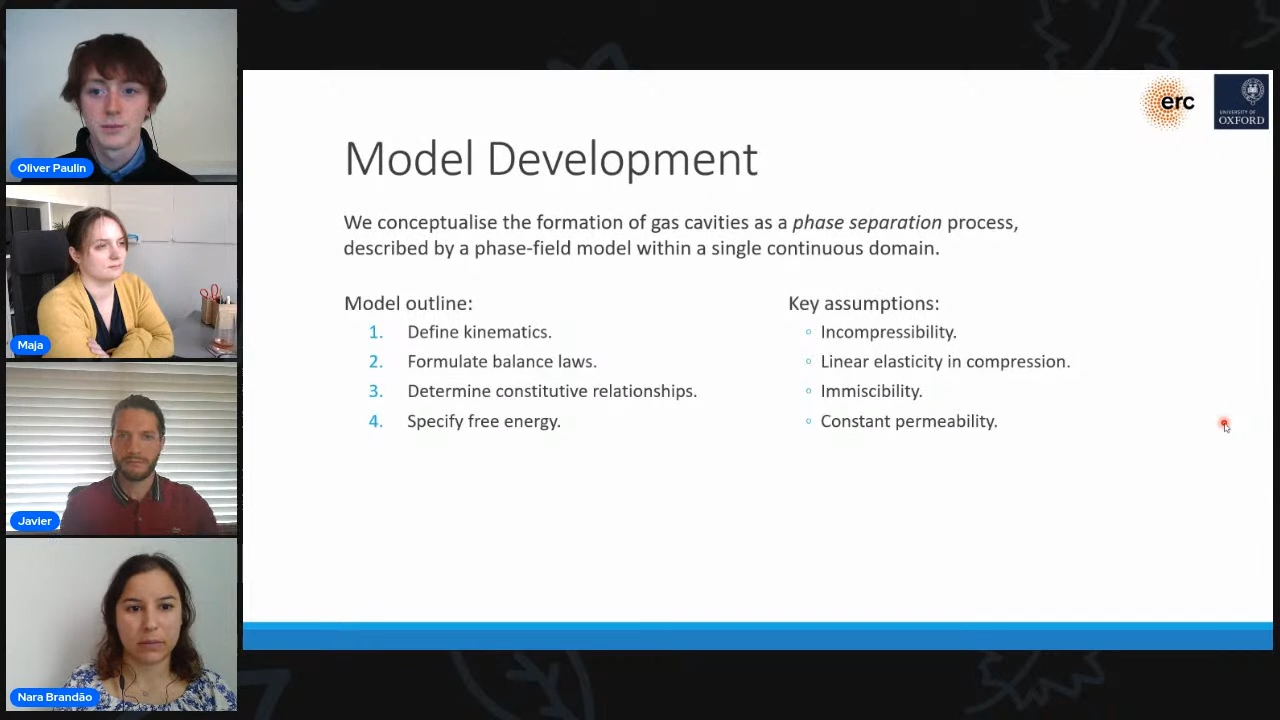 Oliver Paulin
Maja
Javier
Nara Brandão
erc
UNIVERSITY OF
OXFORD
Model Development
We conceptualise the formation of gas cavities as a phase separation process,
described by a phase-field model within a single continuous domain.
Model outline:
1. Define kinematics.
2. Formulate balance laws.
3. Determine constitutive relationships.
4. Specify free energy.
Key assumptions:
◦ Incompressibility.
◦ Linear elasticity in compression.
◦ Immiscibility.
◦ Constant permeability.